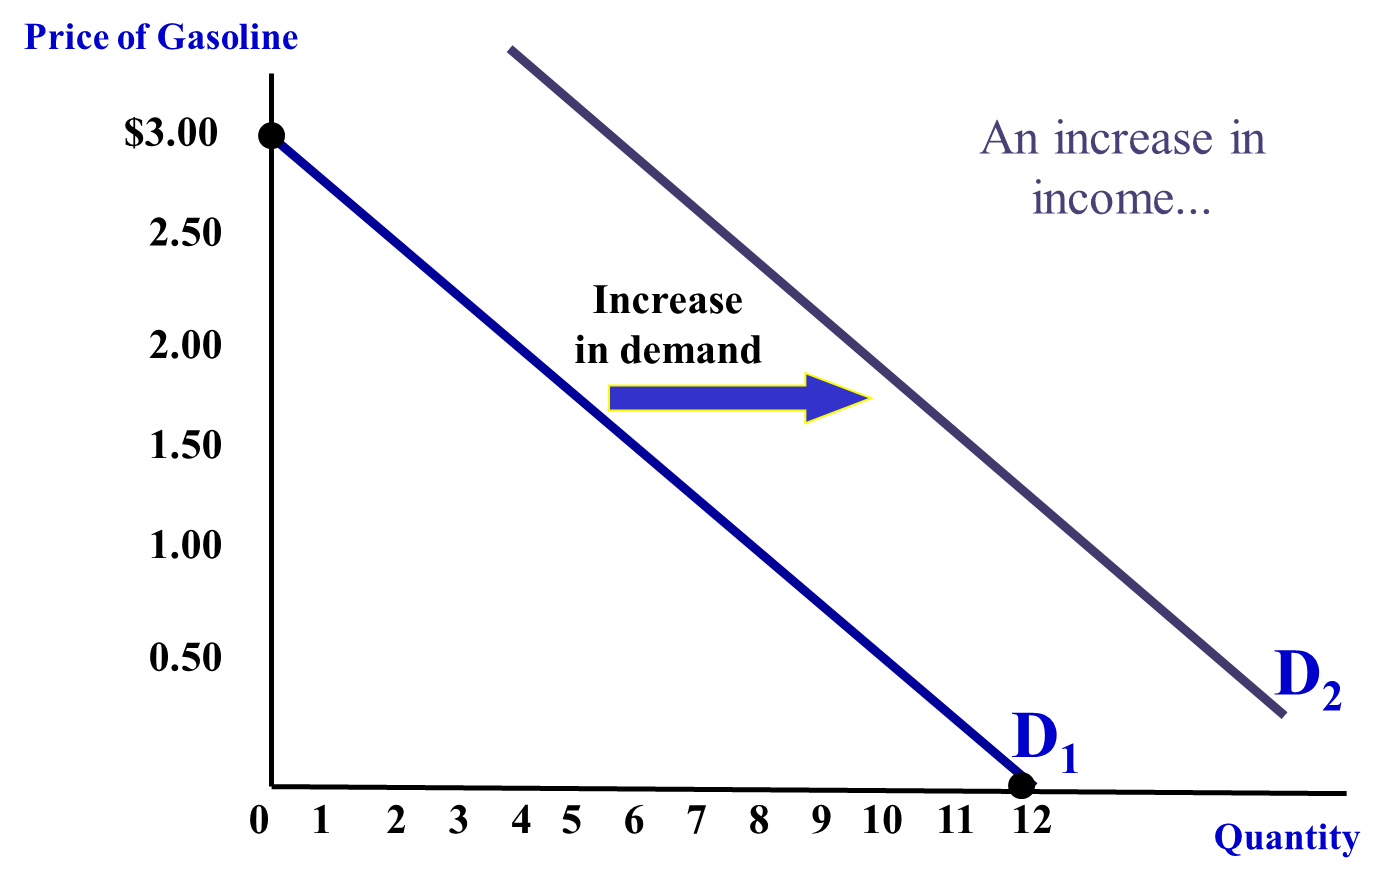 Price of Gasoline
$3.00
An increase in
income...
2.50
Increase
in demand
2.00
1.50
1.00
0.50
D2
D1
0 1 2 3 4 5 6 7 8 9 10 11 12
Quantity